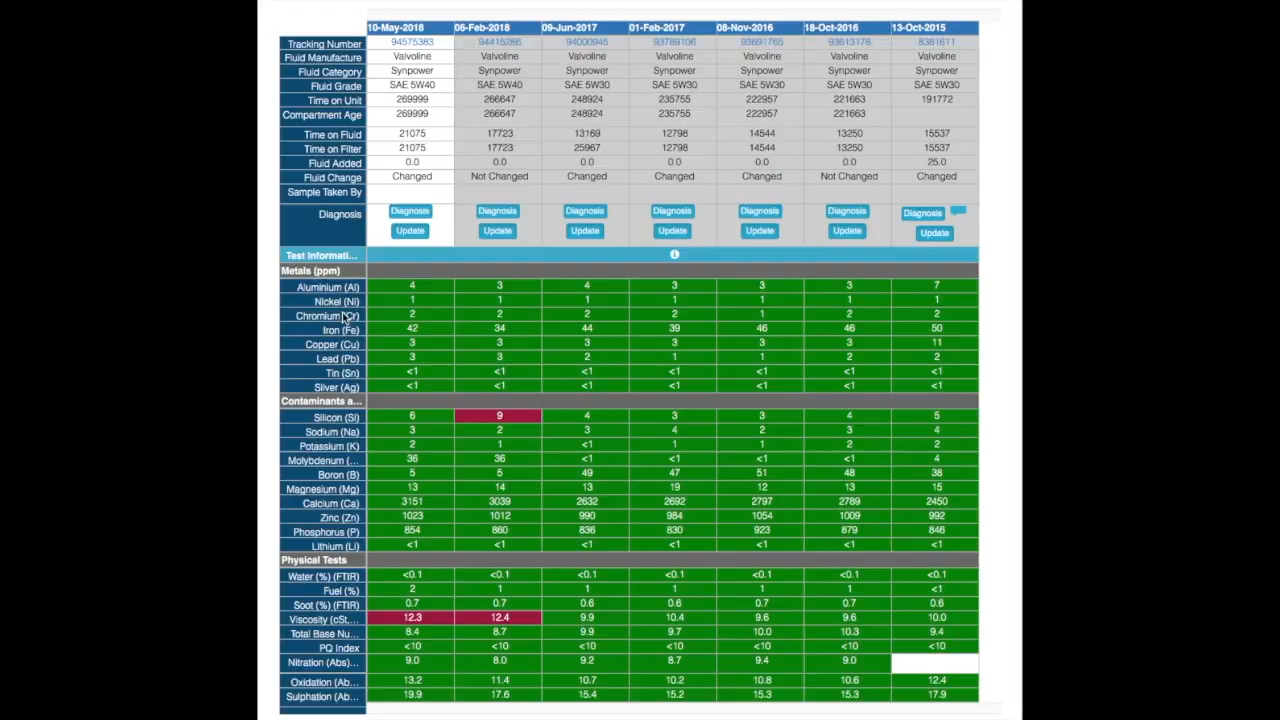 10-May-2018 06-Feb-2018 09-Jun-2017 01-Feb-2017 08-Nov-2016 18-Oct-2016 13-Oct-2015
Tracking Number 94575383 94415286 94000945 93789106 93691765 93613178 8381611
Fluid Manufacture Valvoline Valvoline Valvoline Valvoline Valvoline Valvoline Valvoline
Fluid Category Synpower Synpower Synpower Synpower Synpower Synpower Synpower
Fluid Grade SAE 5W40 SAE 5W40 SAE 5W30 SAE 5W30 SAE 5W30 SAE 5W30 SAE 5W30
Time on Unit 269999 266647 248924 235755 222957 221663 191772
Compartment Age 269999 266647 248924 235755 222957 221663
Time on Fluid 21075 17723 13169 12798 14544 13250 15537
Time on Filter 21075 17723 25967 12798 14544 13250 15537
Fluid Added 0.0 0.0 0.0 0.0 0.0 0.0 25.0
Fluid Change Changed Not Changed Changed Changed Changed Not Changed Changed
Sample Taken By
Diagnosis Diagnosis Diagnosis Diagnosis Diagnosis Diagnosis Diagnosis Diagnosis
Update Update Update Update Update Update Update
Test Informati...
Metals (ppm)
Aluminium (Al) 4 3 4 3 3 3 7
Nickel (Ni) 1 1 1 1 1 1 1
Chromium (Cr) 2 2 2 2 1 2 2
Iron (Fe) 42 34 44 39 46 46 50
Copper (Cu) 3 3 3 3 3 3 11
Lead (Pb) 3 3 2 1 1 2 2
Tin (Sn) <1 <1 <1 <1 <1 <1 <1
Silver (Ag) <1 <1 <1 <1 <1 <1 <1
Contaminants a...
Silicon (Si) 6 9 4 3 3 4 5
Sodium (Na) 3 2 3 4 2 3 4
Potassium (K) 2 1 <1 1 1 2 2
Molybdenum (... 36 36 <1 <1 <1 <1 4
Boron (B) 5 5 49 47 51 48 38
Magnesium (Mg) 13 14 13 19 12 13 15
Calcium (Ca) 3151 3039 2632 2692 2797 2789 2450
Zinc (Zn) 1023 1012 990 984 1054 1009 992
Phosphorus (P) 854 860 836 830 923 879 846
Lithium (Li) <1 <1 <1 <1 <1 <1 <1
Physical Tests
Water (%) (FTIR) <0.1 <0.1 <0.1 <0.1 <0.1 <0.1 <0.1
Fuel (%) 2 1 1 1 1 1 <1
Soot (%) (FTIR) 0.7 0.7 0.6 0.6 0.7 0.7 0.6
Viscosity (cSt,... 12.3 12.4 9.9 10.4 9.6 9.6 10.0
Total Base Nu... 8.4 8.7 9.9 9.7 10.0 10.3 9.4
PQ Index <10 <10 <10 <10 <10 <10 <10
Nitration (Abs)... 9.0 8.0 9.2 8.7 9.4 9.0
Oxidation (Ab... 13.2 11.4 10.7 10.2 10.8 10.6 12.4
Sulphation (Ab... 19.9 17.6 15.4 15.2 15.3 15.3 17.9